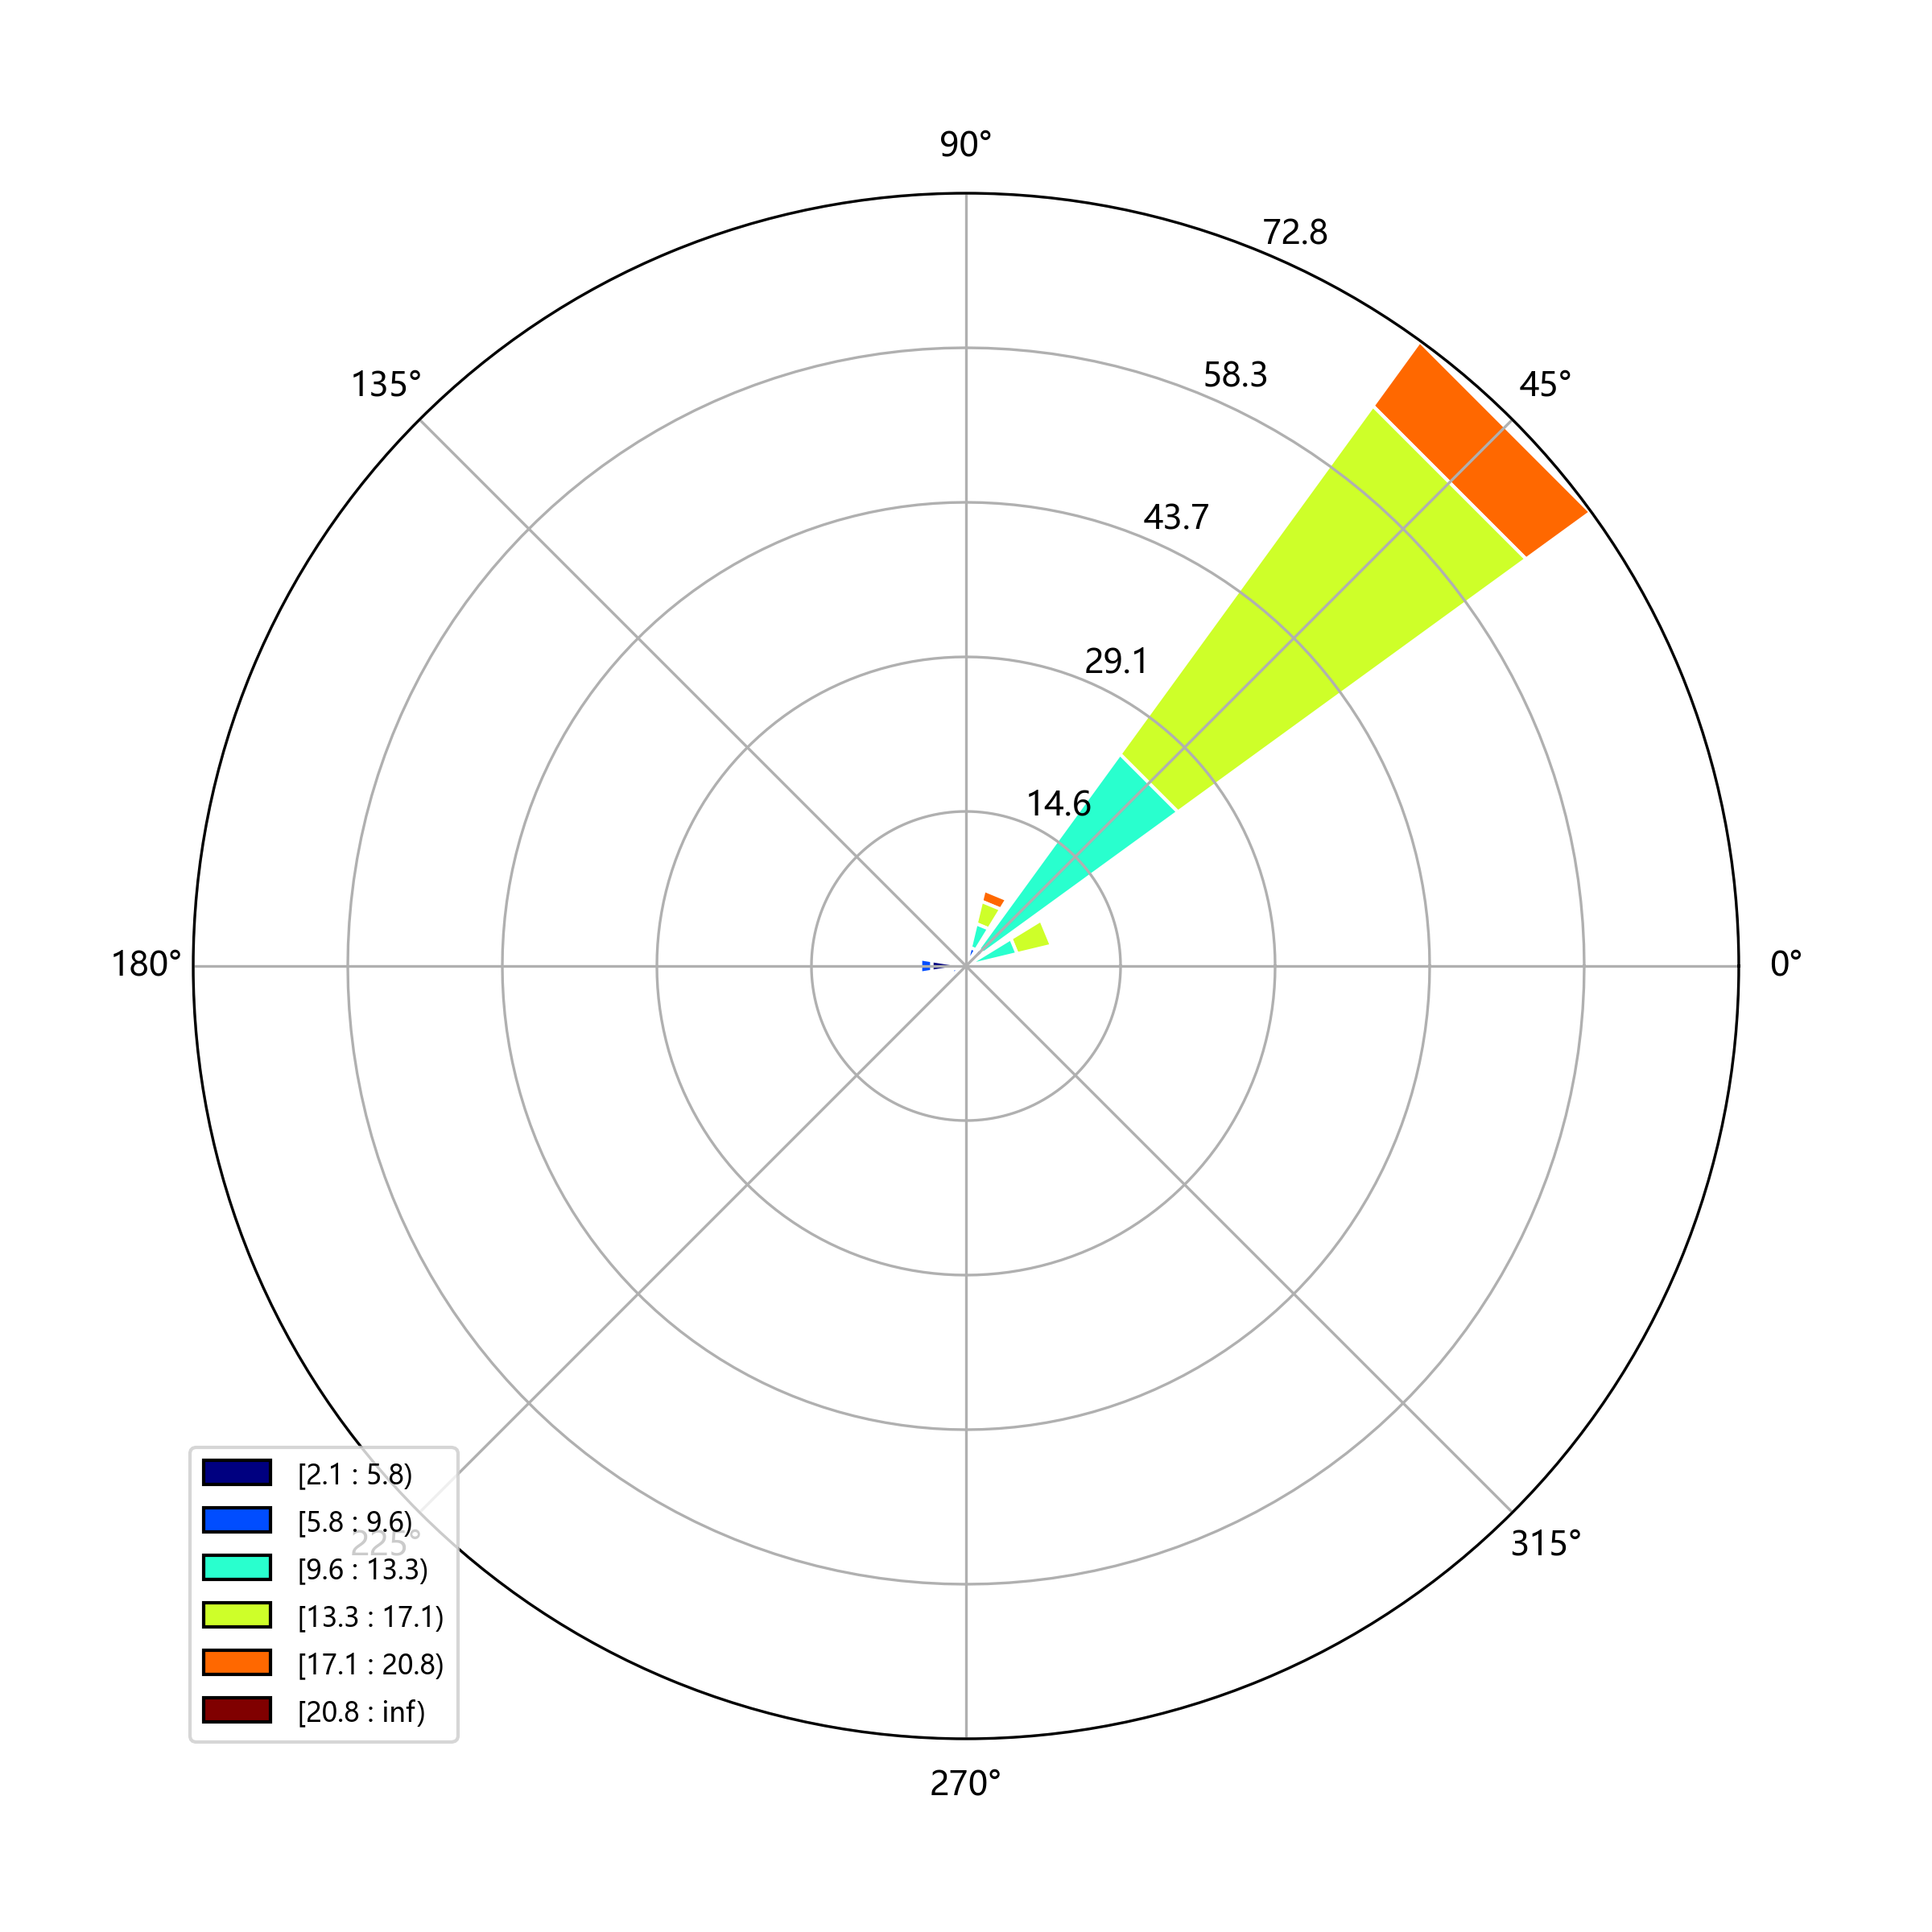 90°
72.8
58.3
135°
45°
43.7
29.1
14.6
180°
0°
[2.1 : 5.8)
[5.8 : 9.6)
225°
315°
[9.6 : 13.3)
[13.3 : 17.1)
[17.1 : 20.8)
[20.8 : inf)
270°